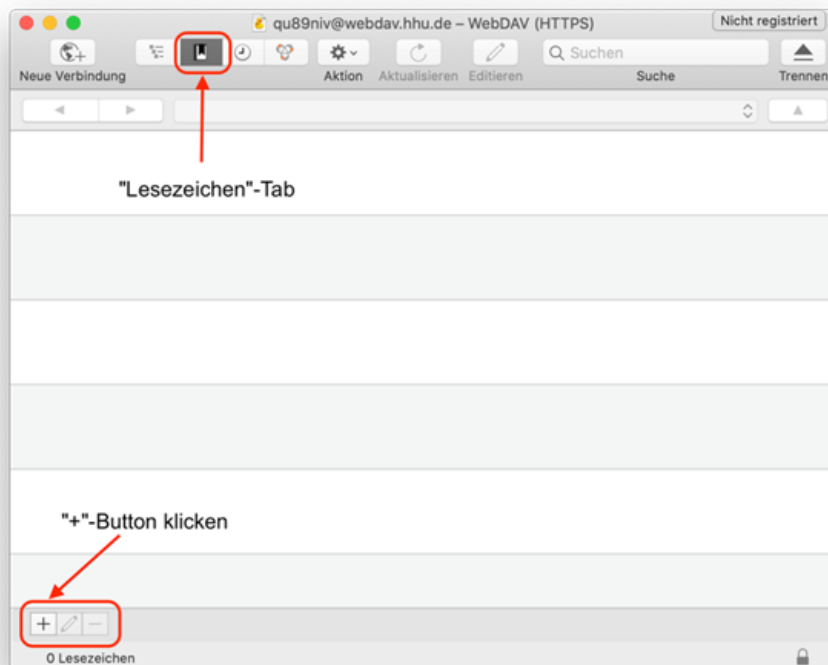 qu89niv@webdav.hhu.de – WebDAV (HTTPS)
Nicht registriert
Suchen
Neue Verbindung
Aktion
Aktualisieren
Editieren
Suche
Trennen
"Lesezeichen"-Tab
"+"-Button klicken
0 Lesezeichen